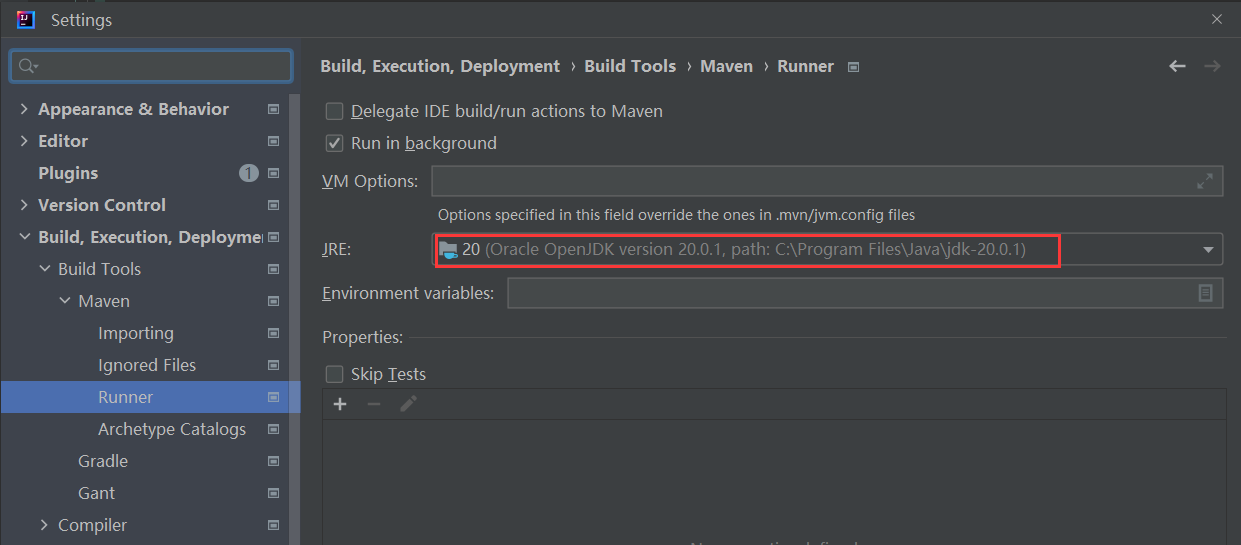 Settings
Build, Execution, Deployment › Build Tools › Maven › Runner
Appearance & Behavior
Editor
Plugins 1
Version Control
Build, Execution, Deployme
Build Tools
Maven
Importing
Ignored Files
Runner
Archetype Catalogs
Gradle
Gant
Compiler
Delegate IDE build/run actions to Maven
Run in background
VM Options:
Options specified in this field override the ones in .mvn/jvm.config files
JRE: 20 (Oracle OpenJDK version 20.0.1, path: C:\Program Files\Java\jdk-20.0.1)
Environment variables:
Properties:
Skip Tests